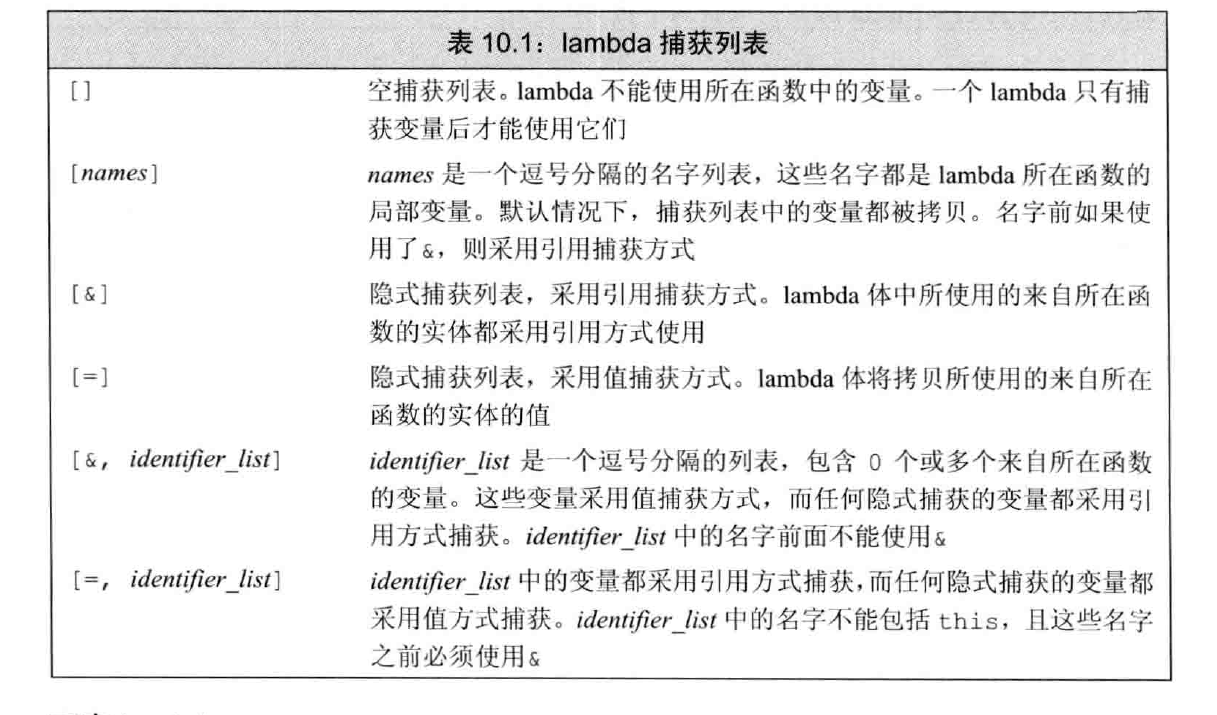 表 10.1：lambda 捕获列表
[] 空捕获列表。lambda 不能使用所在函数中的变量。一个 lambda 只有捕
获变量后才能使用它们
[names] names 是一个逗号分隔的名字列表，这些名字都是 lambda 所在函数的
局部变量。默认情况下，捕获列表中的变量都被拷贝。名字前如果使
用了&，则采用引用捕获方式
[&] 隐式捕获列表，采用引用捕获方式。lambda 体中所使用的来自所在函
数的实体都采用引用方式使用
[=] 隐式捕获列表，采用值捕获方式。lambda 体将拷贝所使用的来自所在
函数的实体的值
[&, identifier_list] identifier_list 是一个逗号分隔的列表，包含 0 个或多个来自所在函数
的变量。这些变量采用值捕获方式，而任何隐式捕获的变量都采用引
用方式捕获。identifier_list 中的名字前面不能使用&
[=, identifier_list] identifier_list 中的变量都采用引用方式捕获，而任何隐式捕获的变量都
采用值方式捕获。identifier_list 中的名字不能包括 this，且这些名字
之前必须使用&